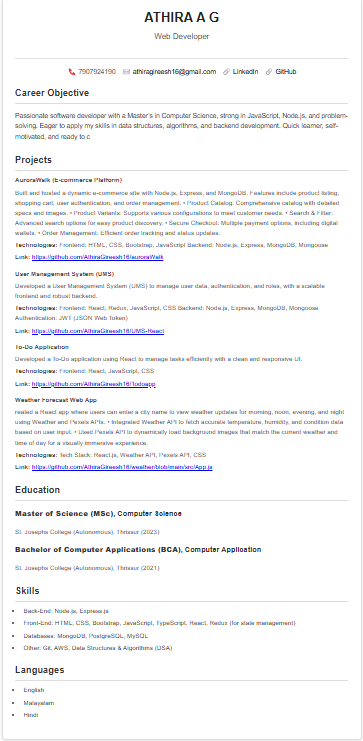 ATHIRA A G
Web Developer
7907924190 athiragireesh16@gmail.com LinkedIn GitHub
Career Objective
Passionate software developer with a Master's in Computer Science, strong in JavaScript, Node.js, and problem-
solving. Eager to apply my skills in data structures, algorithms, and backend development. Quick learner, self-
motivated, and ready to c
Projects
AuroraWalk (E-commerce Platform)
Built and hosted a dynamic e-commerce site with Node.js, Express, and MongoDB. Features include product listing,
shopping cart, user authentication, and order management. • Product Catalog: Comprehensive catalog with detailed
specs and images. • Product Variants: Supports various configurations to meet customer needs. • Search & Filter:
Advanced search options for easy product discovery. • Secure Checkout: Multiple payment options, including digital
wallets. • Order Management: Efficient order tracking and status updates.
Technologies: Frontend: HTML, CSS, Bootstrap, JavaScript Backend: Node.js, Express, MongoDB, Mongoose
Link: https://github.com/AthiraGireesh16/auroraWalk
User Management System (UMS)
Developed a User Management System (UMS) to manage user data, authentication, and roles, with a scalable
frontend and robust backend.
Technologies: Frontend: React, Redux, JavaScript, CSS Backend: Node.js, Express, MongoDB, Mongoose
Authentication: JWT (JSON Web Token)
Link: https://github.com/AthiraGireesh16/UMS-React
To-Do Application
Developed a To-Do application using React to manage tasks efficiently with a clean and responsive UI.
Technologies: Frontend: React, JavaScript, CSS
Link: https://github.com/AthiraGireesh16/Todoapp
Weather Forecast Web App
reated a React app where users can enter a city name to view weather updates for morning, noon, evening, and night
using Weather and Pexels APIs. • Integrated Weather API to fetch accurate temperature, humidity, and condition data
based on user input. • Used Pexels API to dynamically load background images that match the current weather and
time of day for a visually immersive experience.
Technologies: Tech Stack: React.js, Weather API, Pexels API, CSS
Link: https://github.com/AthiraGireesh16/weather/blob/main/src/App.js
Education
Master of Science (MSc), Computer Science
St. Josephs College (Autonomous), Thrissur (2023)
Bachelor of Computer Applications (BCA), Computer Application
St. Josephs College (Autonomous), Thrissur (2021)
Skills
• Back-End: Node.js, Express.js
• Front-End: HTML, CSS, Bootstrap, JavaScript, TypeScript, React, Redux (for state management)
• Databases: MongoDB, PostgreSQL, MySQL
• Other: Git, AWS, Data Structures & Algorithms (DSA)
Languages
• English
• Malayalam
• Hindi